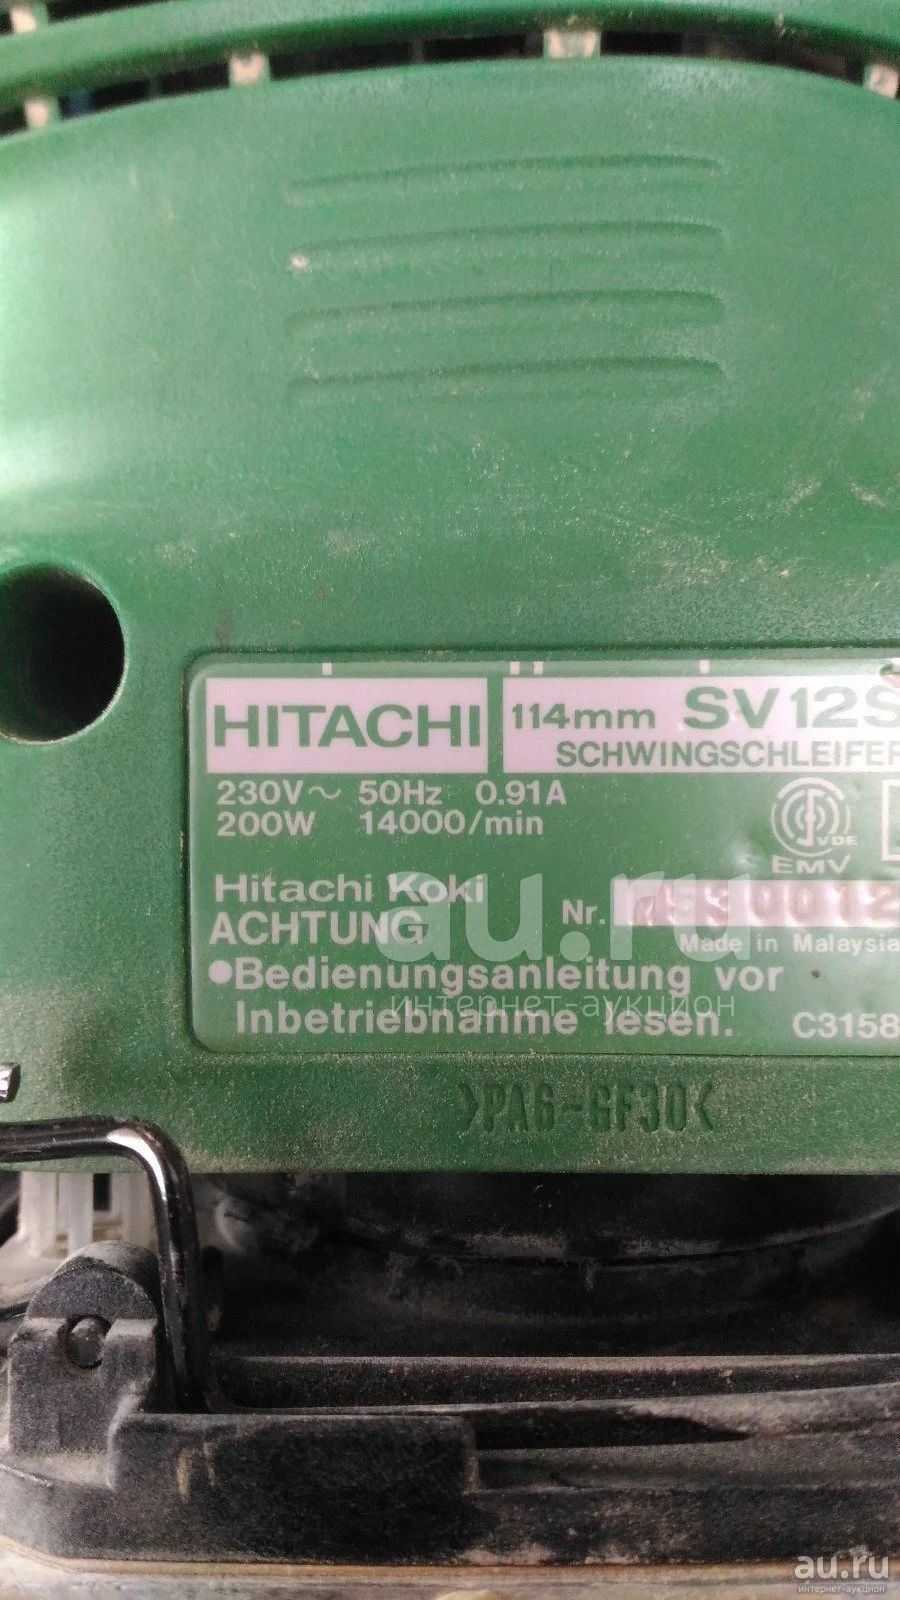 HITACHI
114mm SV12S
SCHWINGSCHLEIFER
230V~ 50Hz 0.91A
200W 14000/min
VDE
EMV
Hitachi Koki
ACHTUNG
Nr.
Made in Malaysia
●Bedienungsanleitung vor
Inbetriebnahme lesen.
C3158
>PA6-GF30<
au.ru
интернет-аукцион
au.ru
интернет-аукцион